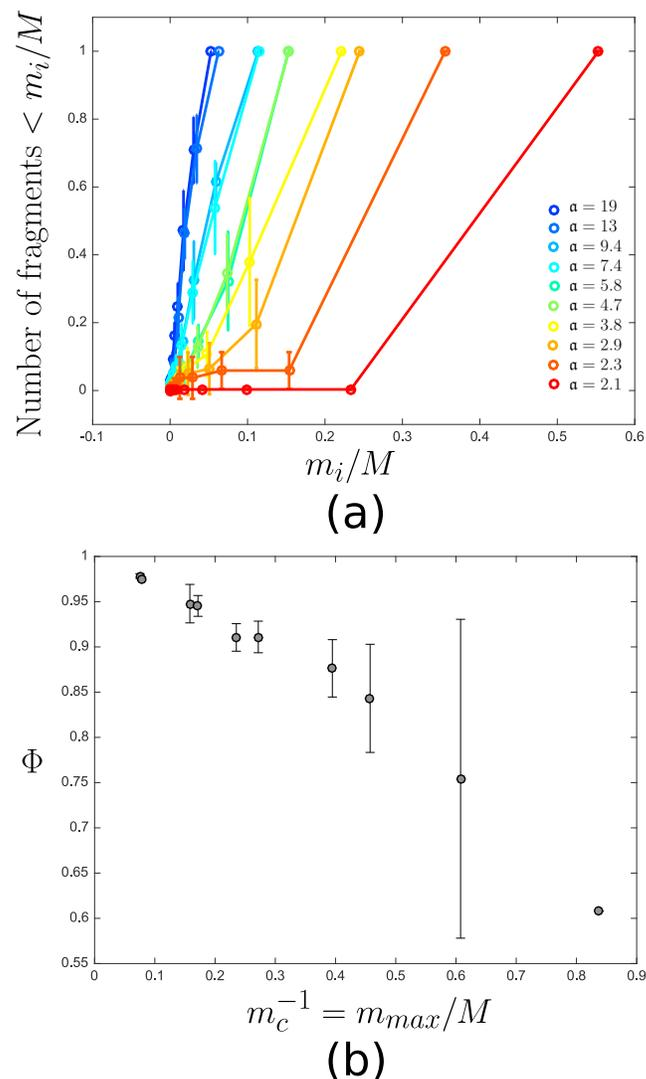 Number of fragments < m_i/M
1
0.8
0.6
0.4
0.2
0
-0.1 0 0.1 0.2 0.3 0.4 0.5 0.6
𝔞 = 19
𝔞 = 13
𝔞 = 9.4
𝔞 = 7.4
𝔞 = 5.8
𝔞 = 4.7
𝔞 = 3.8
𝔞 = 2.9
𝔞 = 2.3
𝔞 = 2.1
m_i/M
(a)
Φ
1
0.95
0.9
0.85
0.8
0.75
0.7
0.65
0.6
0.55
0 0.1 0.2 0.3 0.4 0.5 0.6 0.7 0.8 0.9
m_c^{-1} = m_{max}/M
(b)